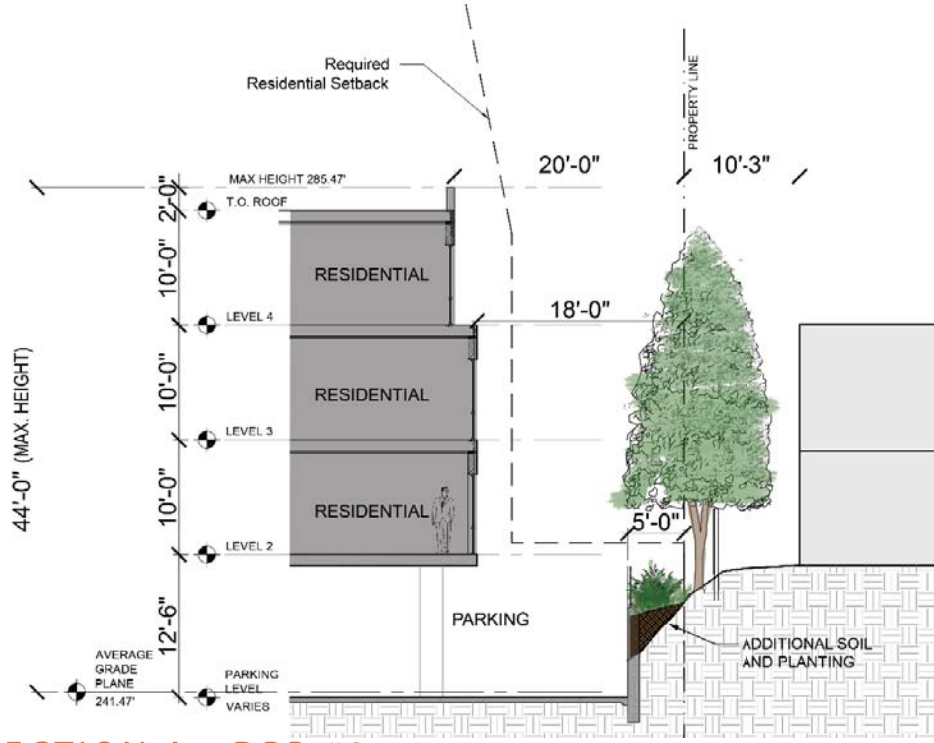 Required
Residential Setback
PROPERTY LINE
20'-0"
10'-3"
MAX HEIGHT 285.47'
2'-0"
T.O. ROOF
10'-0"
RESIDENTIAL
18'-0"
LEVEL 4
44'-0" (MAX. HEIGHT)
10'-0"
RESIDENTIAL
LEVEL 3
10'-0"
RESIDENTIAL
5'-0"
LEVEL 2
12'-6"
PARKING
ADDITIONAL SOIL
AND PLANTING
AVERAGE
GRADE
PLANE
241.47'
PARKING
LEVEL
VARIES